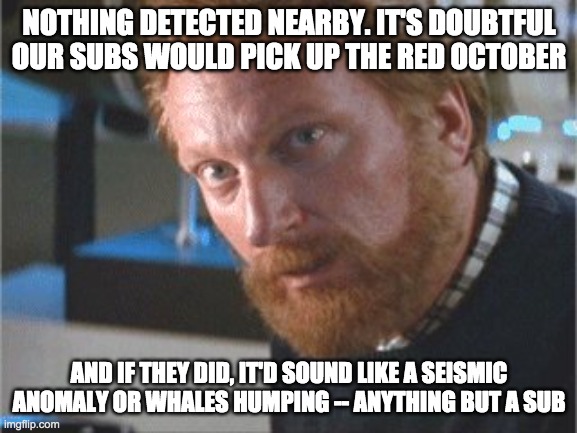 NOTHING DETECTED NEARBY. IT'S DOUBTFUL
OUR SUBS WOULD PICK UP THE RED OCTOBER
AND IF THEY DID, IT'D SOUND LIKE A SEISMIC
ANOMALY OR WHALES HUMPING -- ANYTHING BUT A SUB
imgflip.com